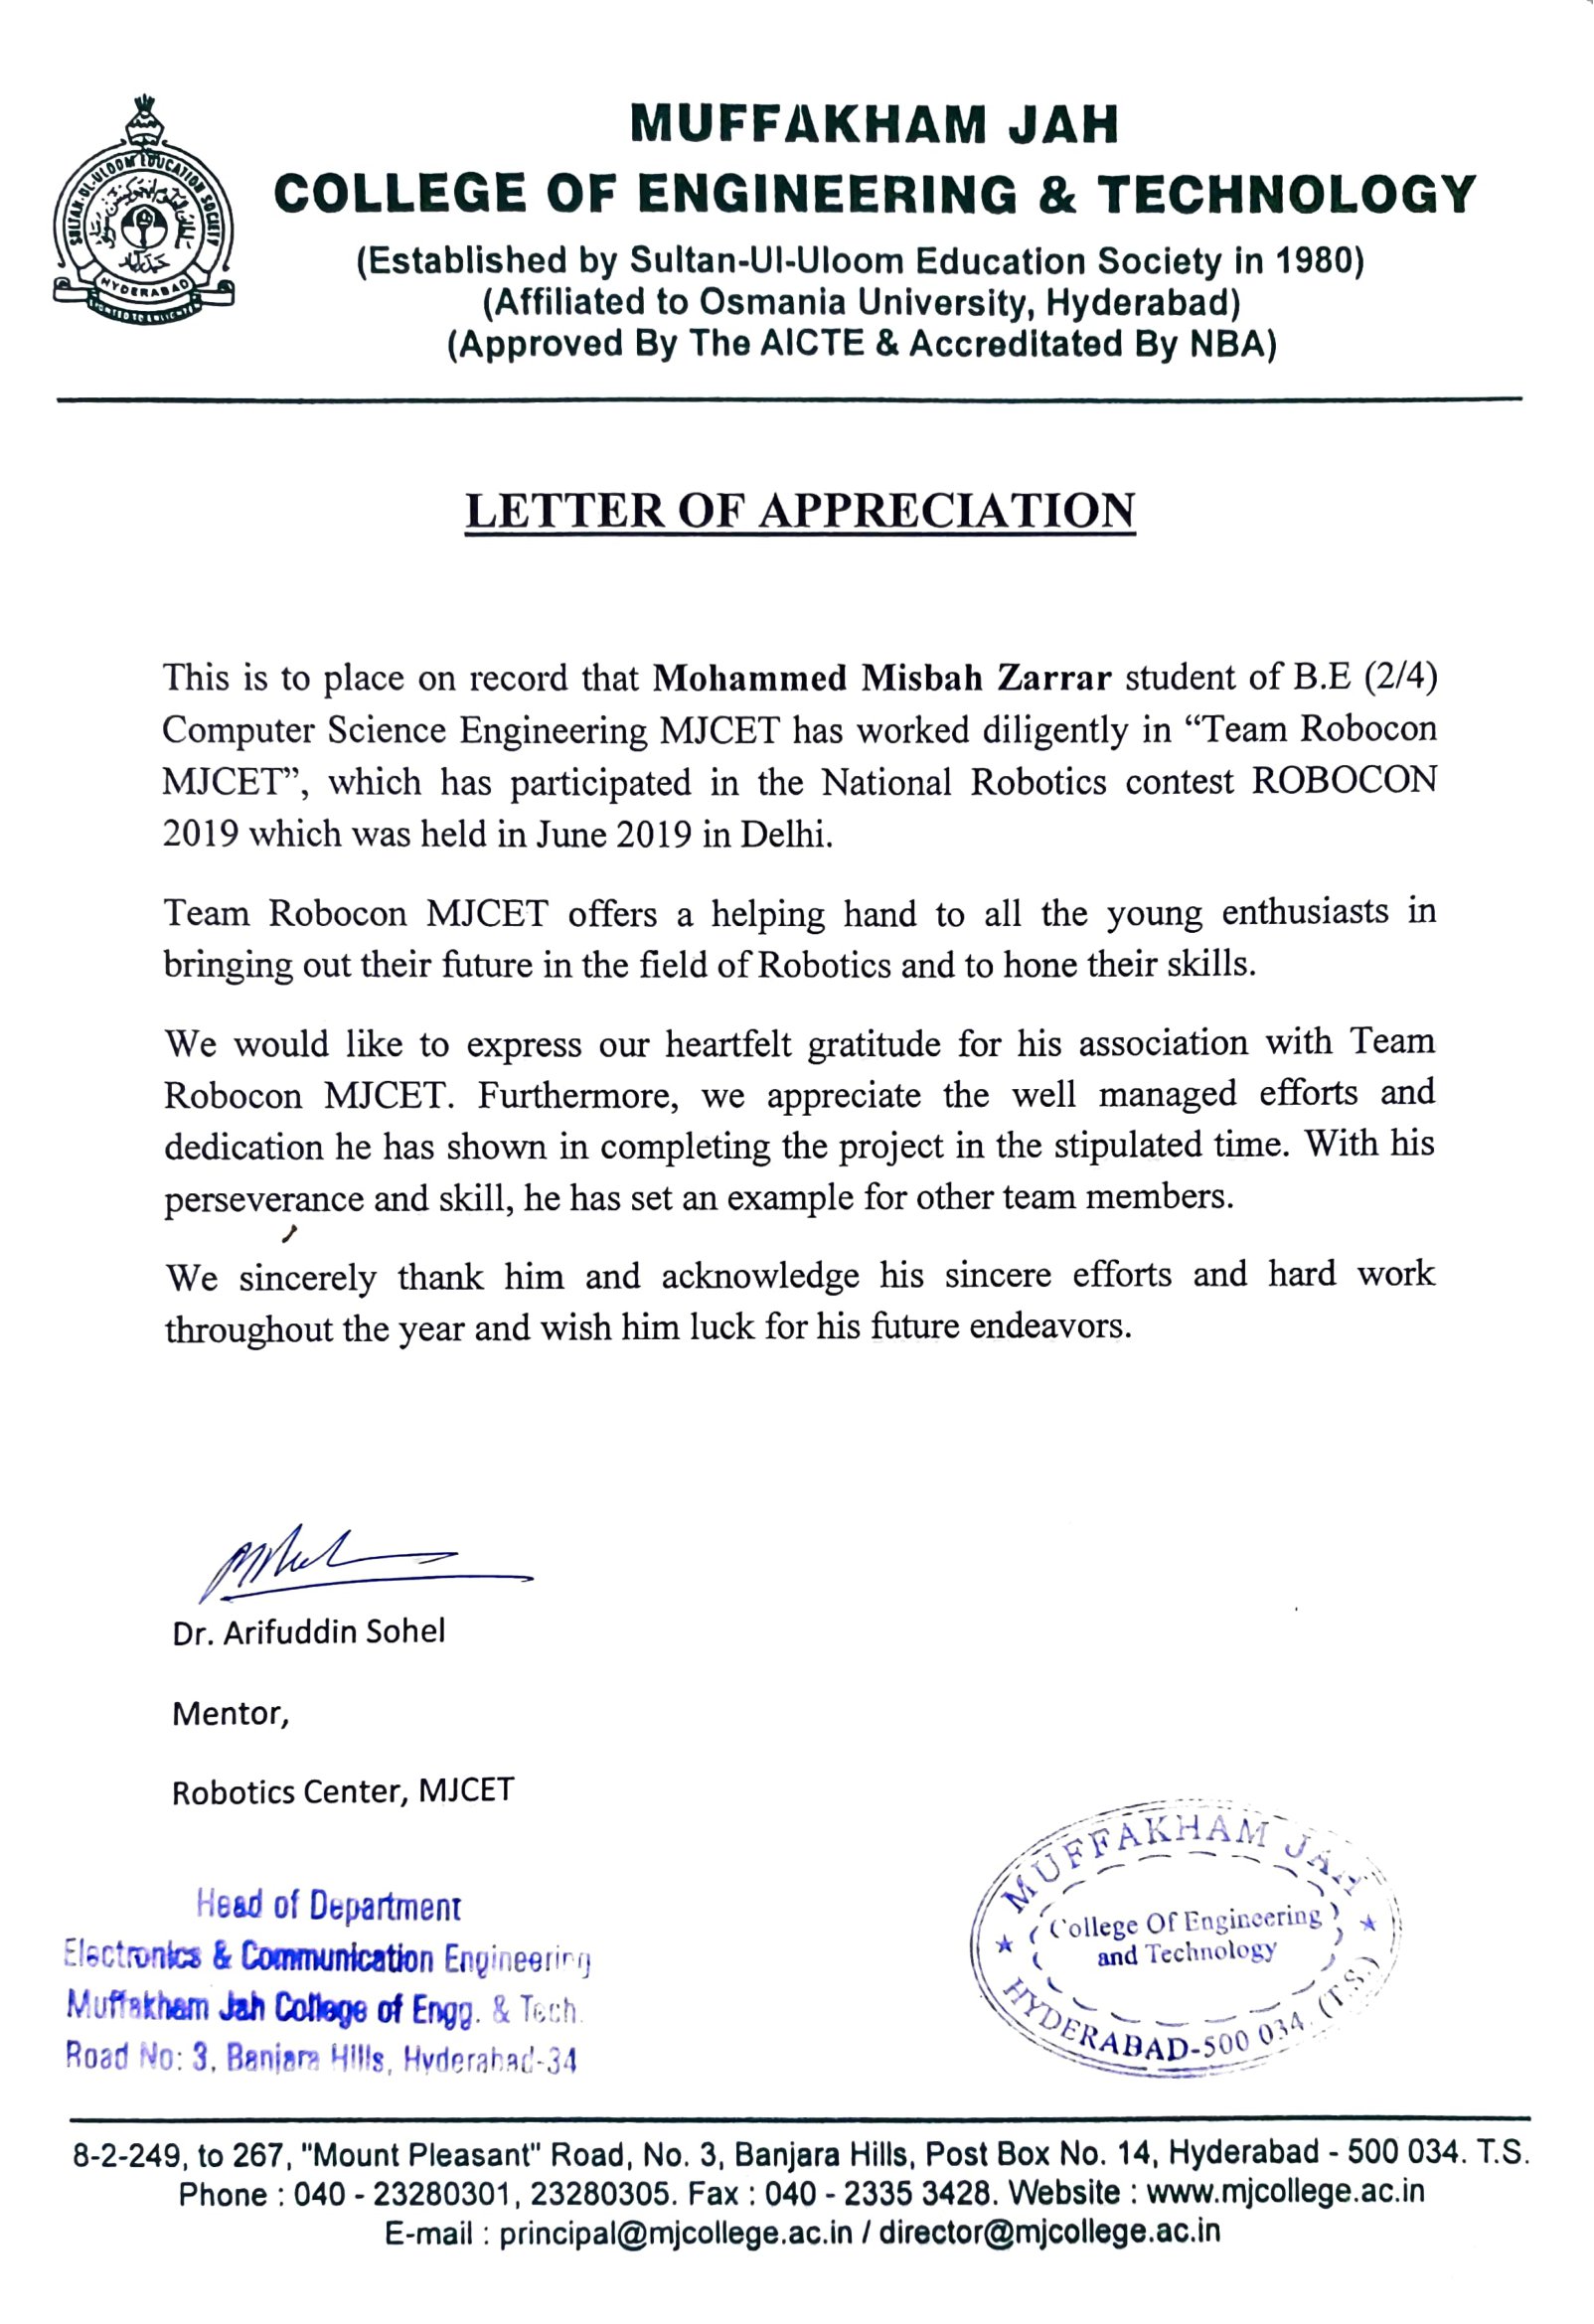 MUFFAKHAM JAH
COLLEGE OF ENGINEERING & TECHNOLOGY
(Established by Sultan-Ul-Uloom Education Society in 1980)
(Affiliated to Osmania University, Hyderabad)
(Approved By The AICTE & Accreditated By NBA)
SULTAN-UL-ULOOM EDUCATION SOCIETY
HYDERABAD
LETTER OF APPRECIATION
This is to place on record that Mohammed Misbah Zarrar student of B.E (2/4)
Computer Science Engineering MJCET has worked diligently in “Team Robocon
MJCET”, which has participated in the National Robotics contest ROBOCON
2019 which was held in June 2019 in Delhi.
Team Robocon MJCET offers a helping hand to all the young enthusiasts in
bringing out their future in the field of Robotics and to hone their skills.
We would like to express our heartfelt gratitude for his association with Team
Robocon MJCET. Furthermore, we appreciate the well managed efforts and
dedication he has shown in completing the project in the stipulated time. With his
perseverance and skill, he has set an example for other team members.
We sincerely thank him and acknowledge his sincere efforts and hard work
throughout the year and wish him luck for his future endeavors.
Dr. Arifuddin Sohel
Mentor,
Robotics Center, MJCET
Head of Department
Electronics & Communication Engineering
Muffakham Jah College of Engg. & Tech.
Road No: 3, Banjara Hills, Hyderabad-34
MUFFAKHAM JAH
College Of Engineering
and Technology
HYDERABAD-500 034. (T.S.)
8-2-249, to 267, "Mount Pleasant" Road, No. 3, Banjara Hills, Post Box No. 14, Hyderabad - 500 034. T.S.
Phone : 040 - 23280301, 23280305. Fax : 040 - 2335 3428. Website : www.mjcollege.ac.in
E-mail : principal@mjcollege.ac.in / director@mjcollege.ac.in